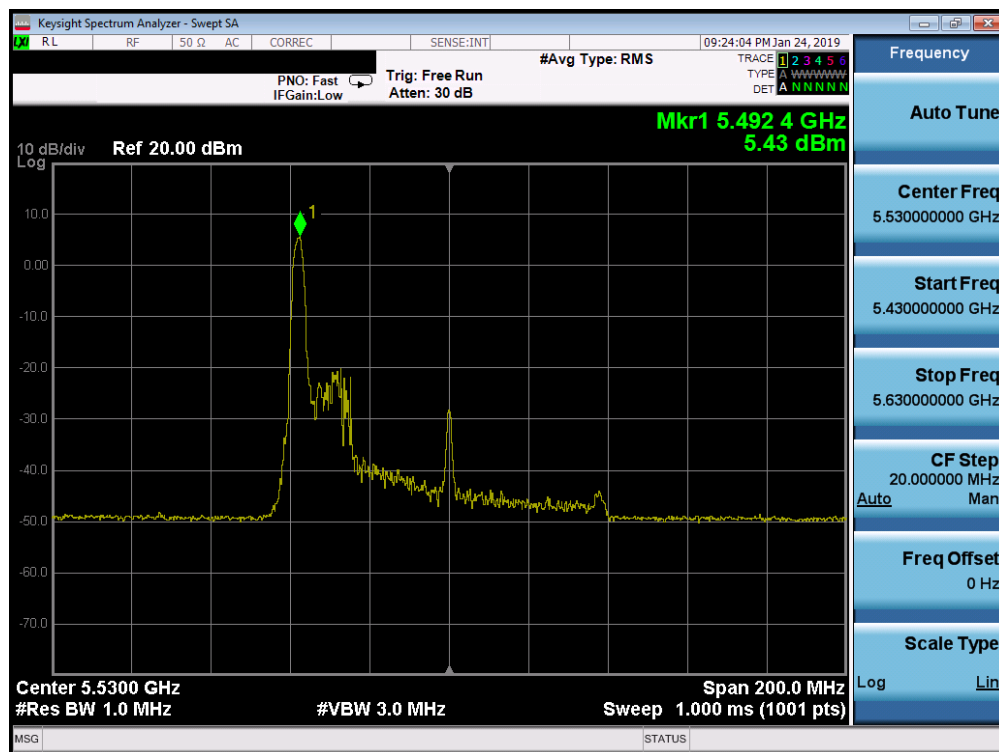 Keysight Spectrum Analyzer - Swept SA
LXI RL RF 50 Ω AC CORREC SENSE:INT 09:24:04 PM Jan 24, 2019
#Avg Type: RMS
TRACE 1 2 3 4 5 6
PNO: Fast Trig: Free Run
TYPE A WWWWW
IFGain:Low Atten: 30 dB
DET A N N N N N
Mkr1 5.492 4 GHz
5.43 dBm
10 dB/div Ref 20.00 dBm
Log
1
10.0
0.00
-10.0
-20.0
-30.0
-40.0
-50.0
-60.0
-70.0
Center 5.5300 GHz Span 200.0 MHz
#Res BW 1.0 MHz #VBW 3.0 MHz Sweep 1.000 ms (1001 pts)
MSG STATUS
Frequency
Auto Tune
Center Freq
5.530000000 GHz
Start Freq
5.430000000 GHz
Stop Freq
5.630000000 GHz
CF Step
20.000000 MHz
Auto Man
Freq Offset
0 Hz
Scale Type
Log Lin